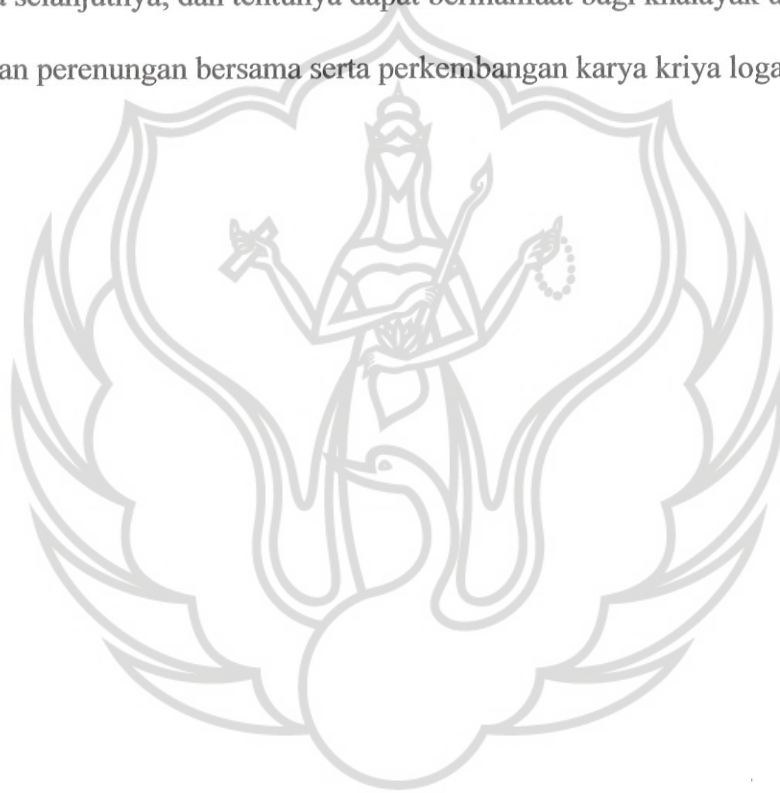 selanjutnya, dan tentunya dapat bermanfaat bagi khalayak
an perenungan bersama serta perkembangan karya kriya loga